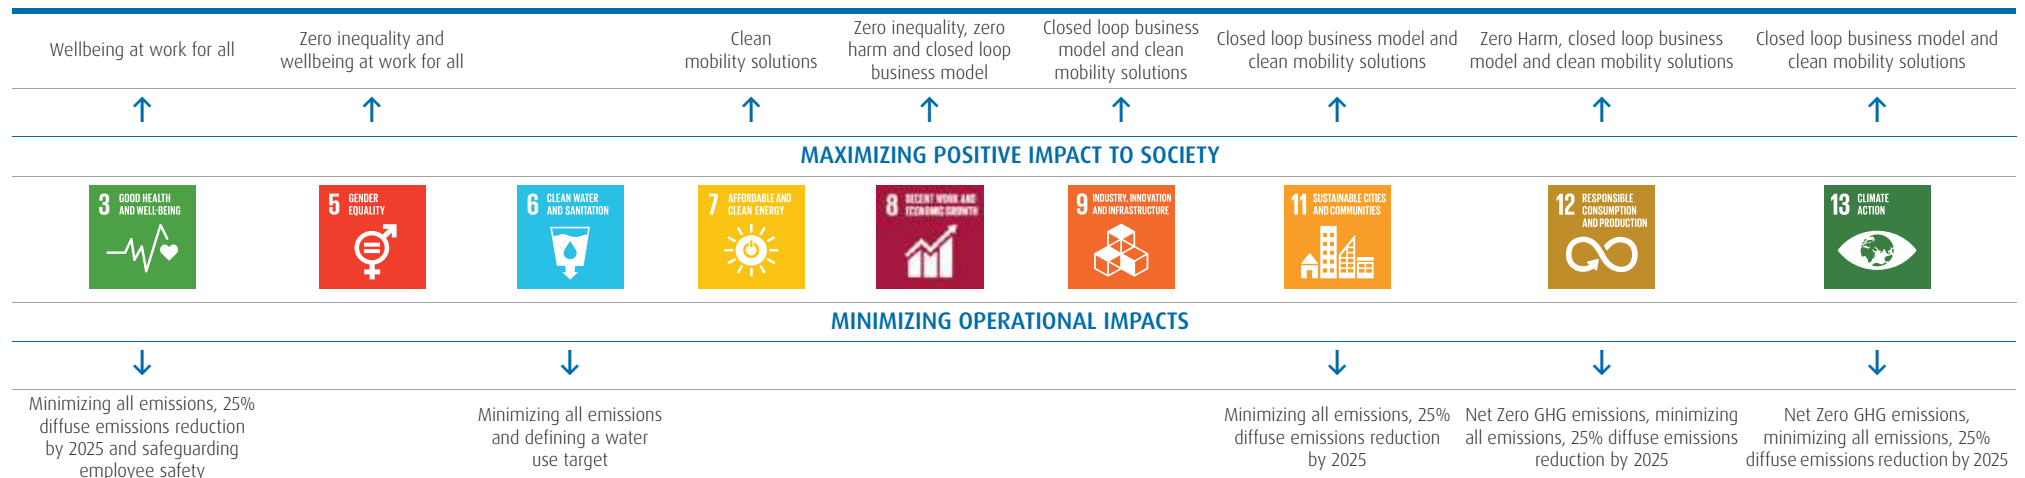 Wellbeing at work for all
Zero inequality and
wellbeing at work for all
Clean
mobility solutions
Zero inequality, zero
harm and closed loop
business model
Closed loop business
model and clean
mobility solutions
Closed loop business model and
clean mobility solutions
Zero Harm, closed loop business
model and clean mobility solutions
Closed loop business model and
clean mobility solutions
MAXIMIZING POSITIVE IMPACT TO SOCIETY
3 GOOD HEALTH
AND WELL-BEING
5 GENDER
EQUALITY
6 CLEAN WATER
AND SANITATION
7 AFFORDABLE AND
CLEAN ENERGY
8 DECENT WORK AND
ECONOMIC GROWTH
9 INDUSTRY, INNOVATION
AND INFRASTRUCTURE
11 SUSTAINABLE CITIES
AND COMMUNITIES
12 RESPONSIBLE
CONSUMPTION
AND PRODUCTION
13 CLIMATE
ACTION
MINIMIZING OPERATIONAL IMPACTS
Minimizing all emissions, 25%
diffuse emissions reduction
by 2025 and safeguarding
employee safety
Minimizing all emissions
and defining a water
use target
Minimizing all emissions, 25%
diffuse emissions reduction
by 2025
Net Zero GHG emissions, minimizing
all emissions, 25% diffuse emissions
reduction by 2025
Net Zero GHG emissions,
minimizing all emissions, 25%
diffuse emissions reduction by 2025